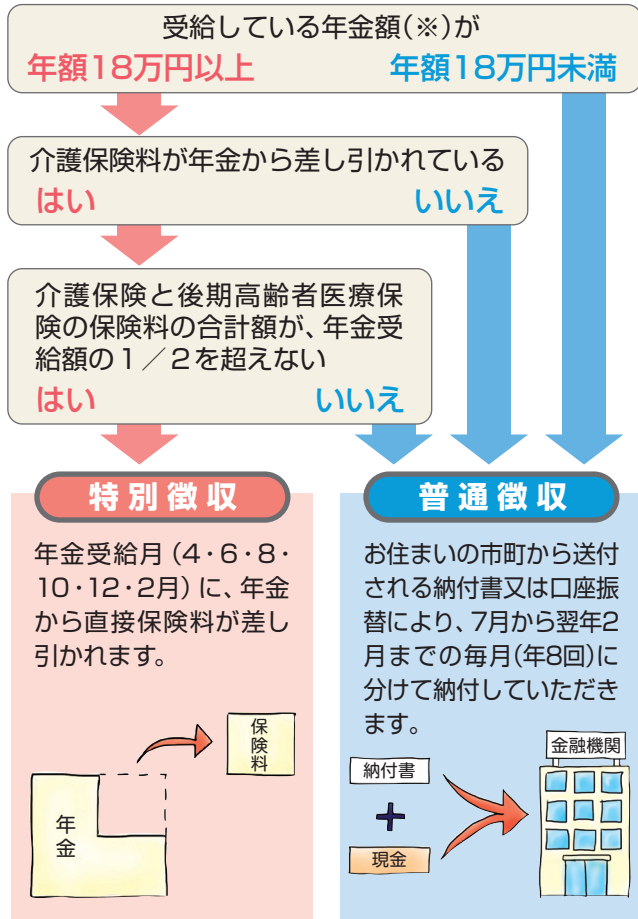 受給している年金額(※)が
年額18万円以上 年額18万円未満
介護保険料が年金から差し引かれている
はい いいえ
介護保険と後期高齢者医療保
険の保険料の合計額が、年金受
給額の1／2を超えない
はい いいえ
特別徴収
年金受給月(4・6・8・
10・12・2月)に、年金
から直接保険料が差し
引かれます。
保険料
年金
普通徴収
お住まいの市町から送付
される納付書又は口座振
替により、7月から翌年2
月までの毎月(年8回)に
分けて納付していただき
ます。
金融機関
納付書
+
現金